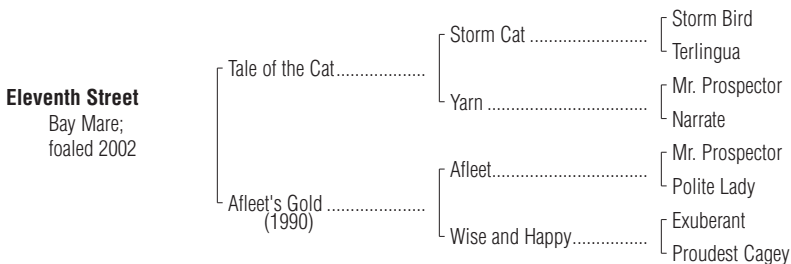 Eleventh Street
Bay Mare;
foaled 2002
Tale of the Cat...................
Afleet's Gold .....................
(1990)
Storm Cat .........................
Yarn ..................................
Afleet.................................
Wise and Happy................
Storm Bird
Terlingua
Mr. Prospector
Narrate
Mr. Prospector
Polite Lady
Exuberant
Proudest Cagey